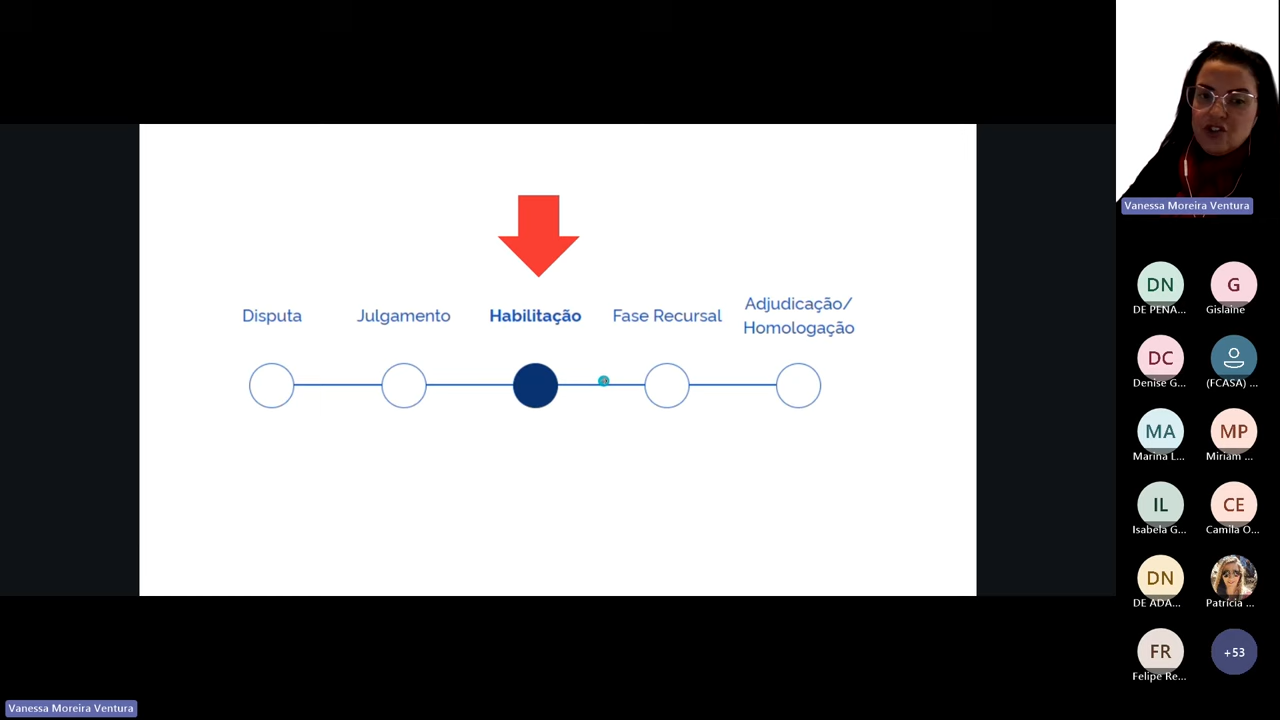 Disputa
Julgamento
Habilitação
Fase Recursal
Adjudicação/
Homologação
Vanessa Moreira Ventura
DN
DE PENA...
G
Gislaine
DC
Denise G...
(FCASA) ...
MA
Marina L...
MP
Miriam ...
IL
Isabela G...
CE
Camila O...
DN
DE ADA...
Patrícia ...
FR
Felipe Re...
+53
Vanessa Moreira Ventura